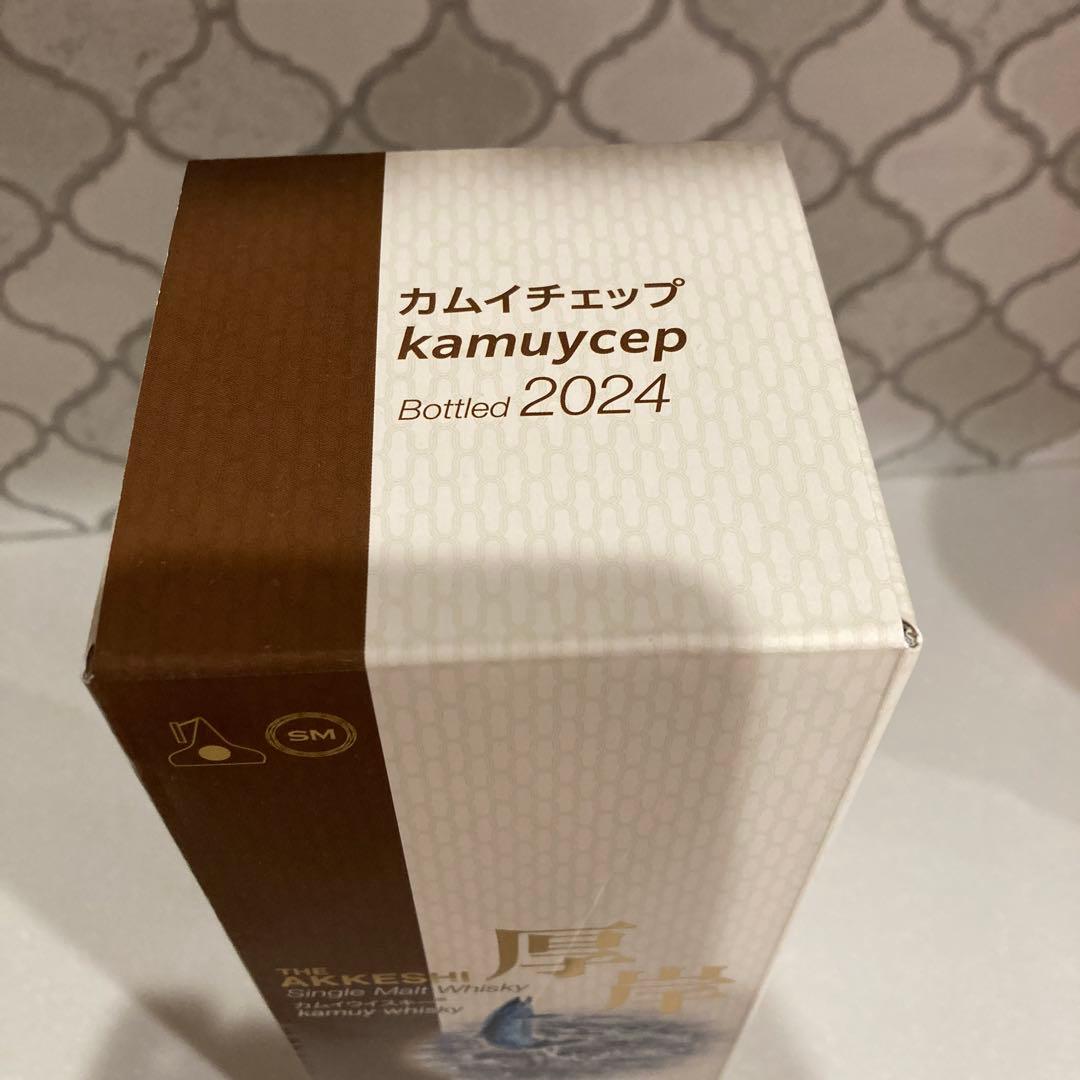 カムイチェップ
kamuycep
Bottled 2024
SM
厚岸
THE
AKKESHI
Single Malt Whisky
カムイウイスキー
kamuy whisky